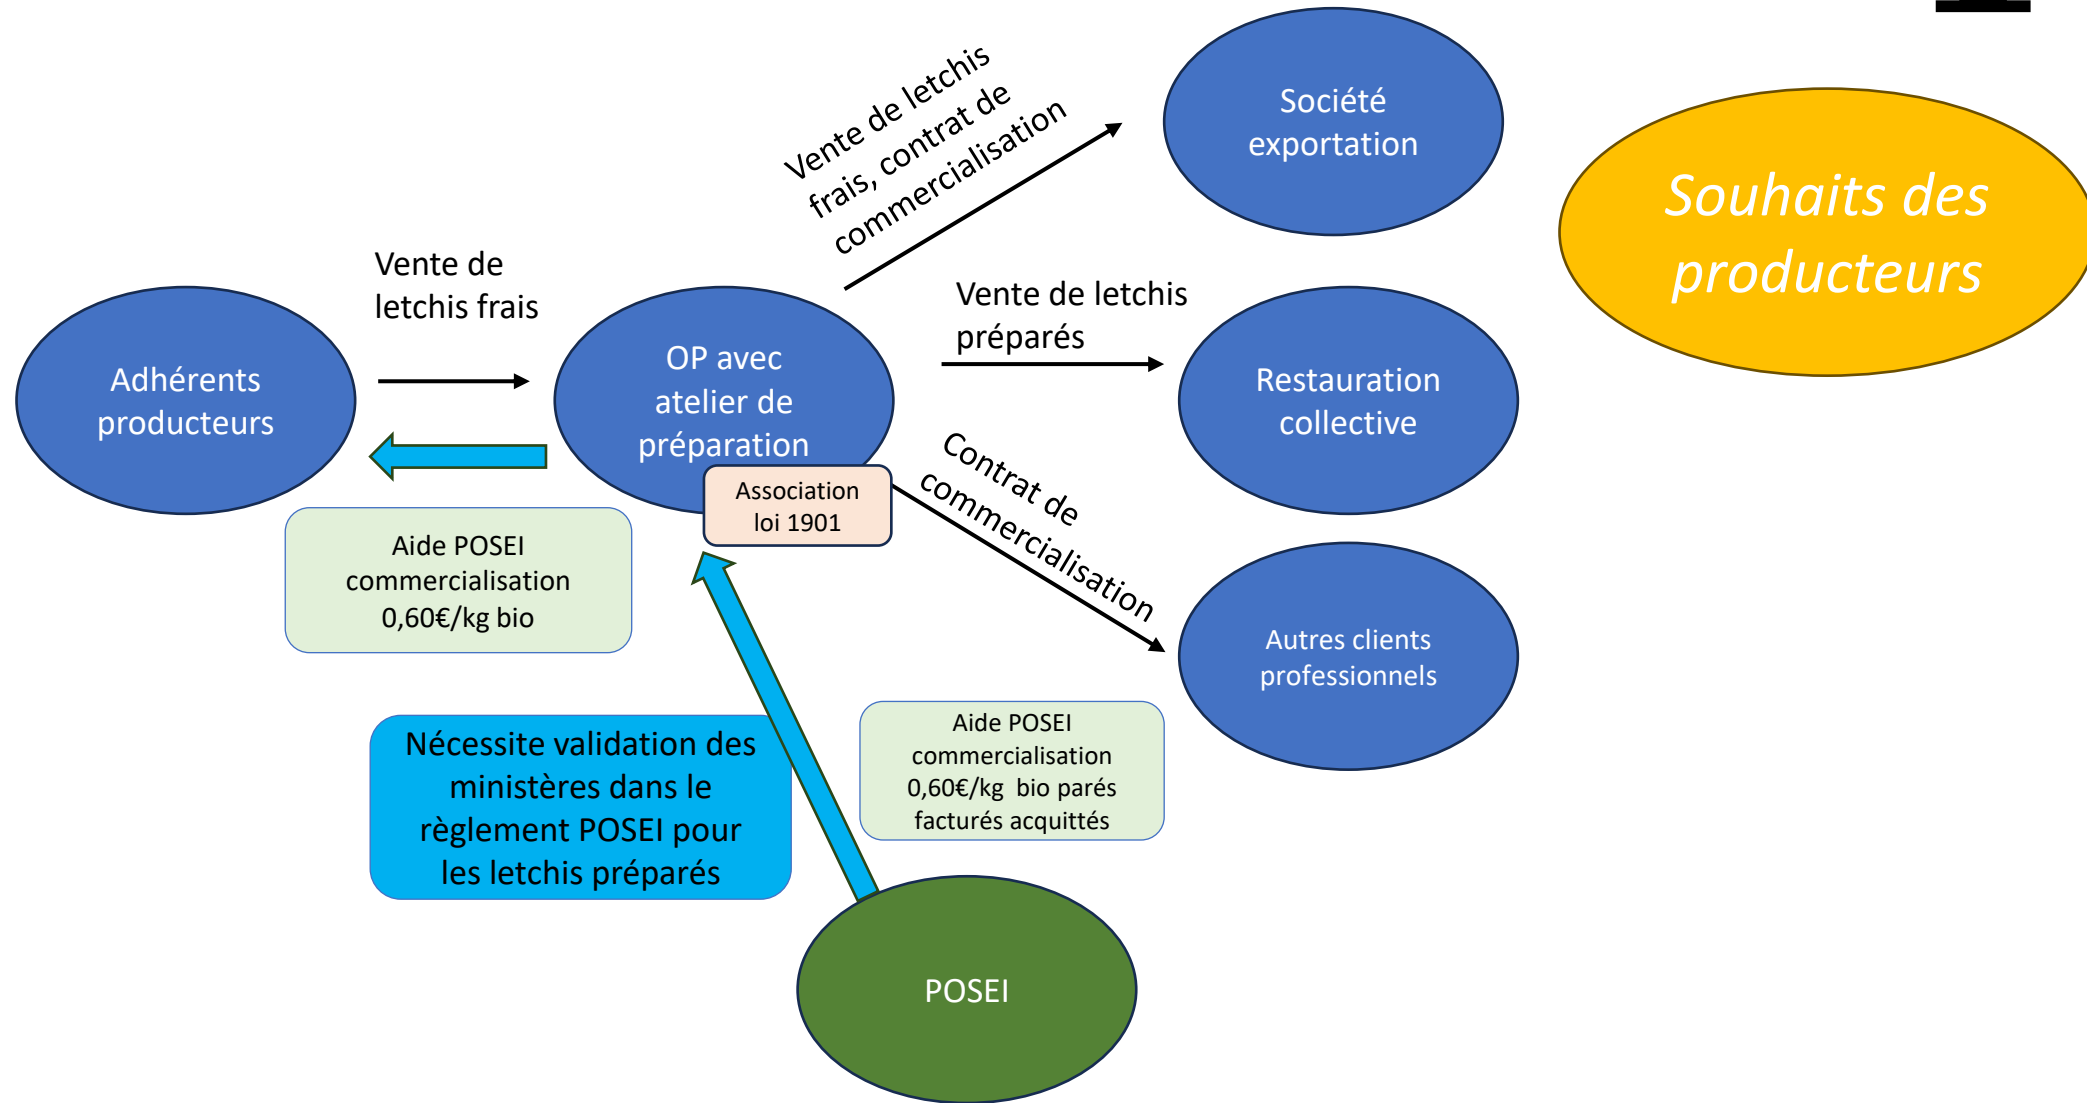 Vente de letchis
frais, contrat de
commercialisation
Société
exportation
Souhaits des
producteurs
Vente de
letchis frais
Vente de letchis
préparés
Adhérents
producteurs
OP avec
atelier de
préparation
Restauration
collective
Association
loi 1901
Contrat de
commercialisation
Aide POSEI
commercialisation
0,60€/kg bio
Autres clients
professionnels
Nécessite validation des
ministères dans le
règlement POSEI pour
les letchis préparés
Aide POSEI
commercialisation
0,60€/kg  bio parés
facturés acquittés
POSEI